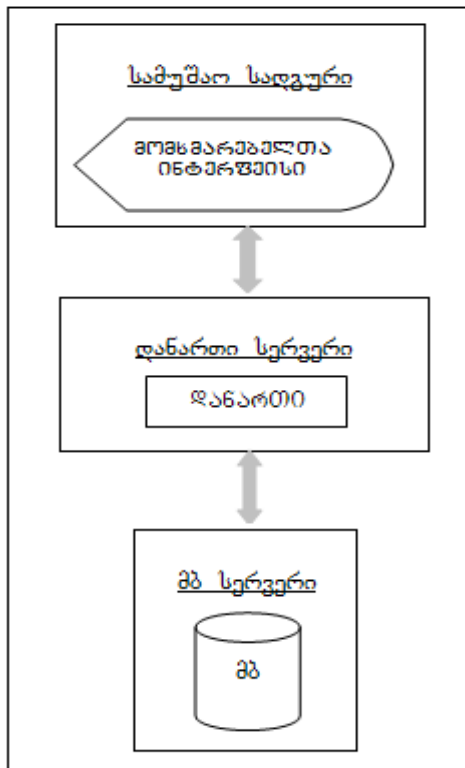 სამუშაო სადგური
მომხმარებელთა
ინტერფეისი
დანართი სერვერი
დანართი
მბ სერვერი
მბ